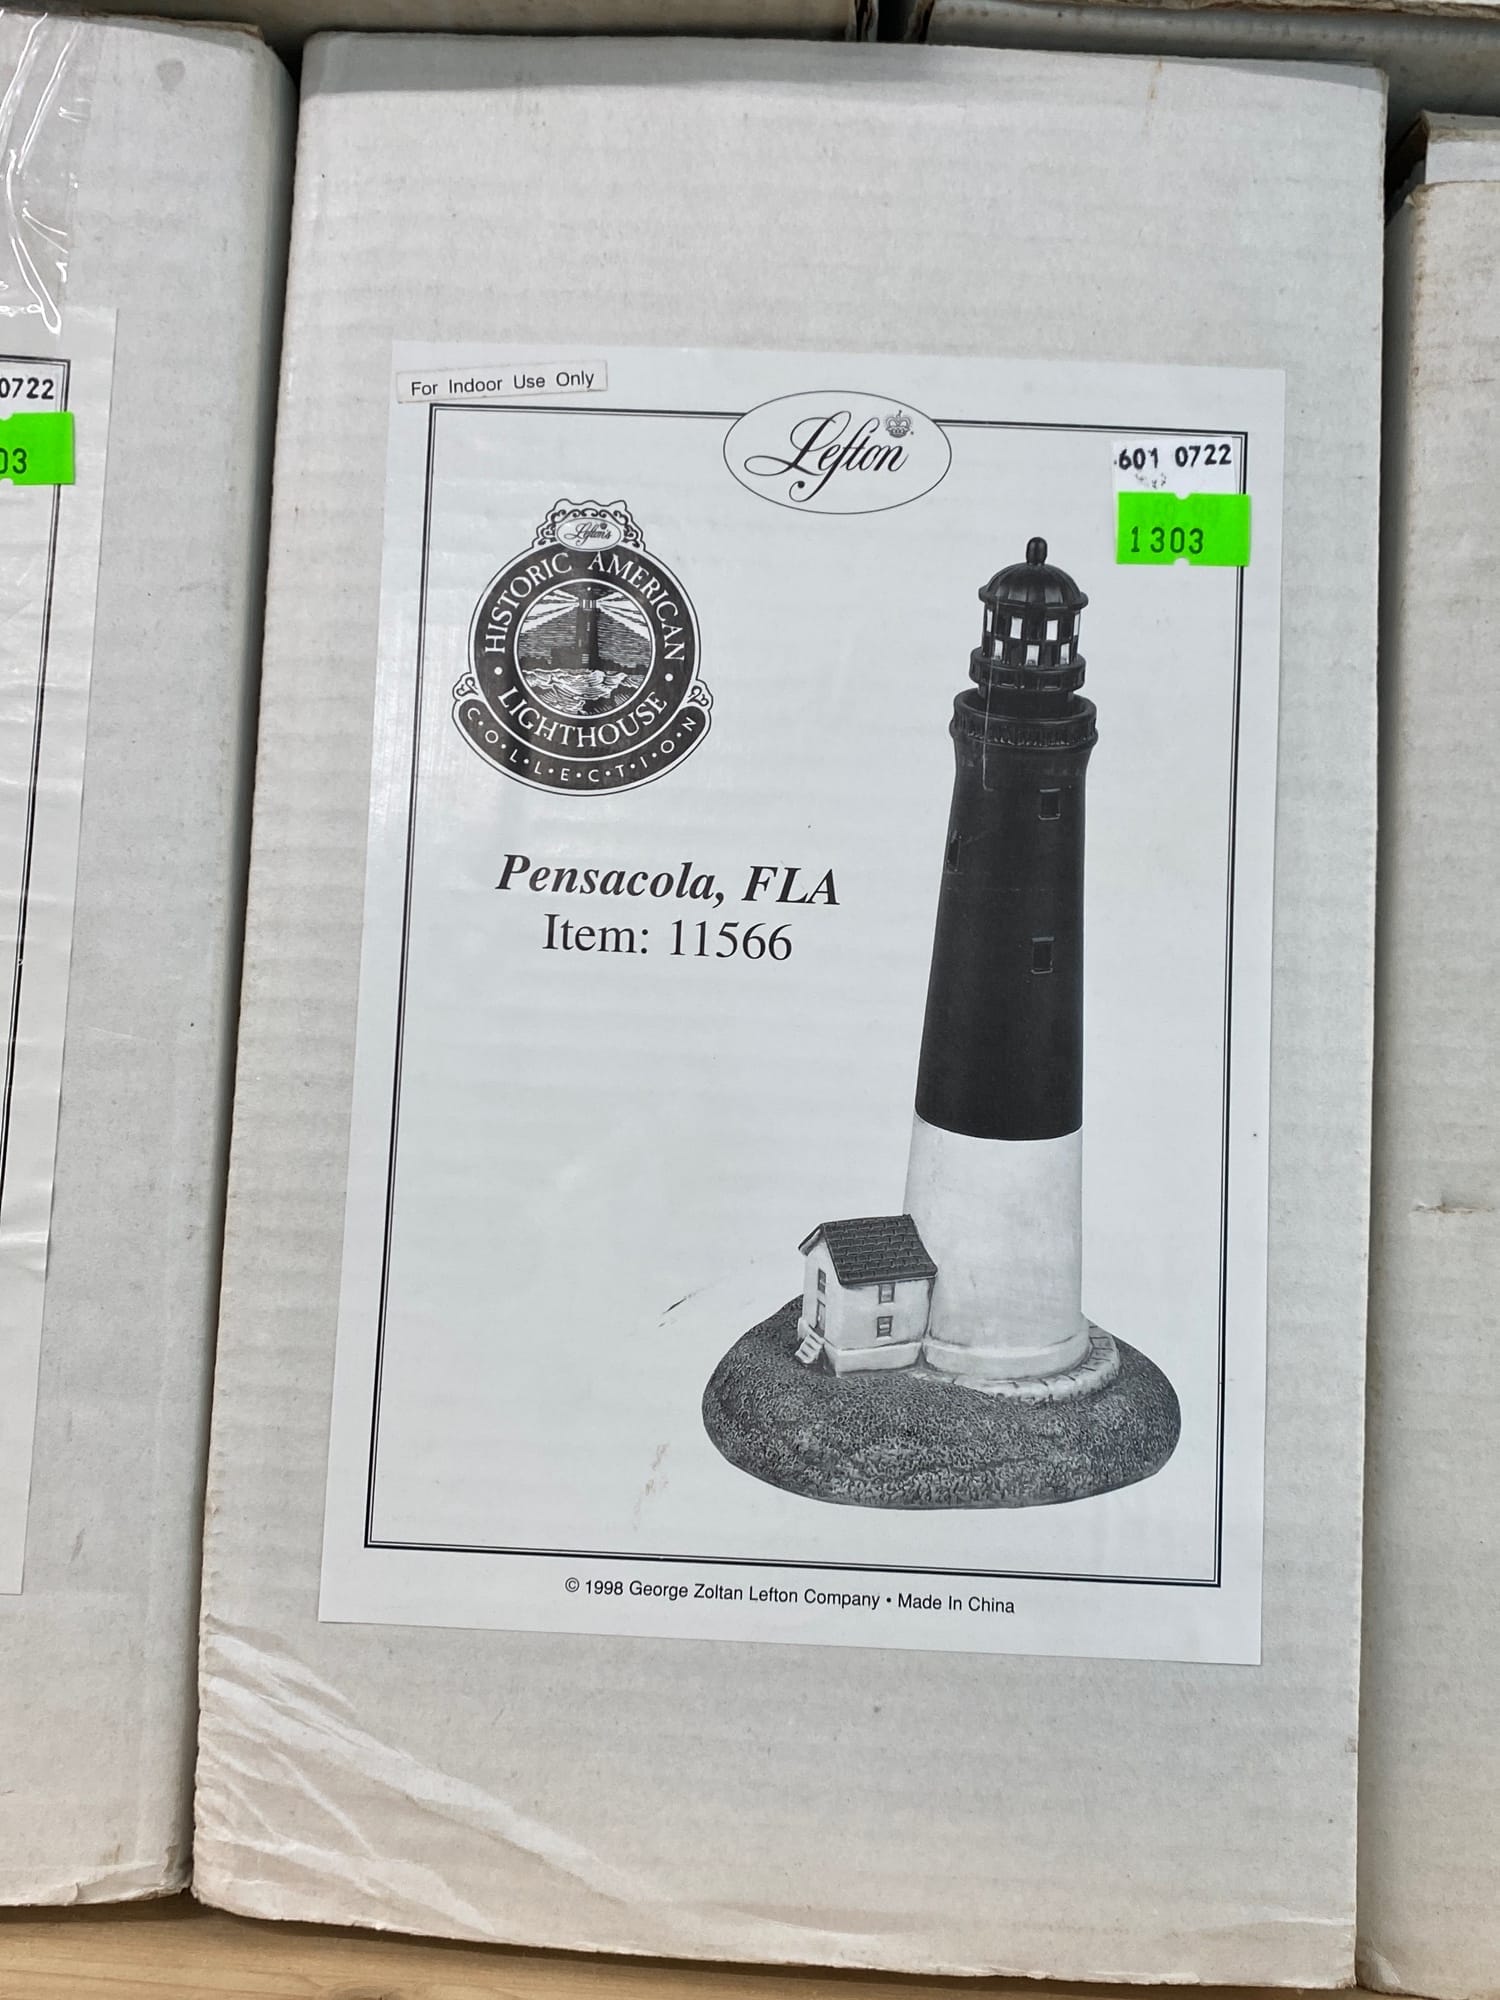 0722
03
For Indoor Use Only
Lefton
601 0722
1303
Lefton's
HISTORIC AMERICAN
LIGHTHOUSE
C·O·L·L·E·C·T·I·O·N
Pensacola, FLA
Item: 11566
© 1998 George Zoltan Lefton Company • Made In China